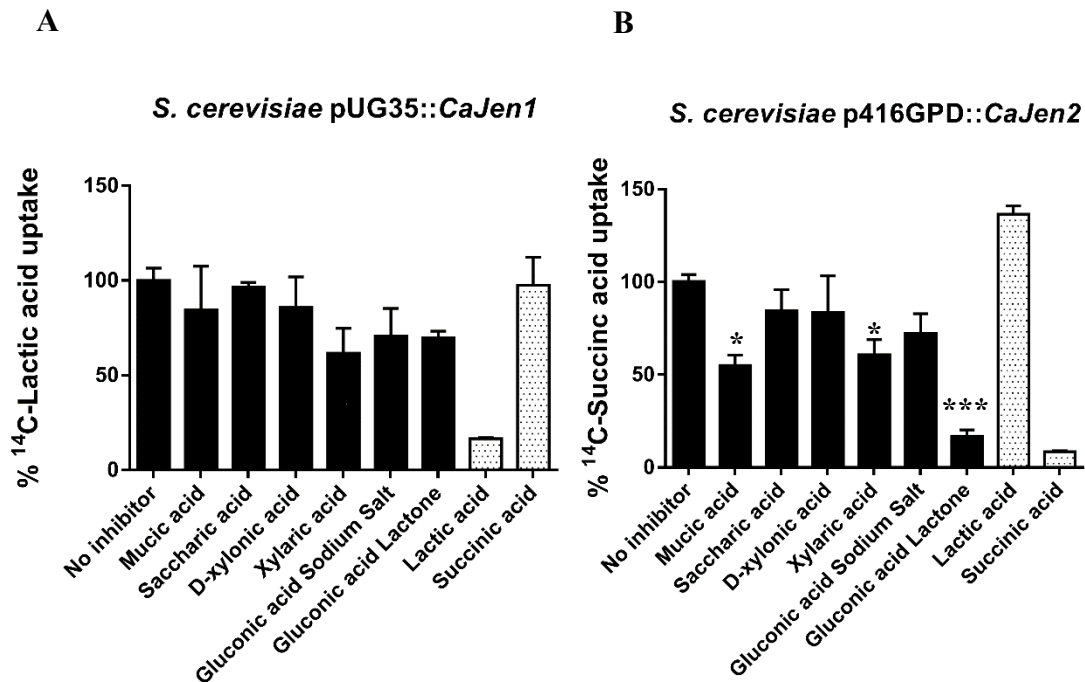 A
B
S. cerevisiae pUG35::CaJen1
S. cerevisiae p416GPD::CaJen2
% ¹⁴C-Lactic acid uptake
150
100
50
0
No inhibitor
Mucic acid
Saccharic acid
D-xylonic acid
Xylaric acid
Gluconic acid Sodium Salt
Gluconic acid Lactone
Lactic acid
Succinic acid
% ¹⁴C-Succinc acid uptake
150
100
50
0
*
*
***
No inhibitor
Mucic acid
Saccharic acid
D-xylonic acid
Xylaric acid
Gluconic acid Sodium Salt
Gluconic acid Lactone
Lactic acid
Succinic acid